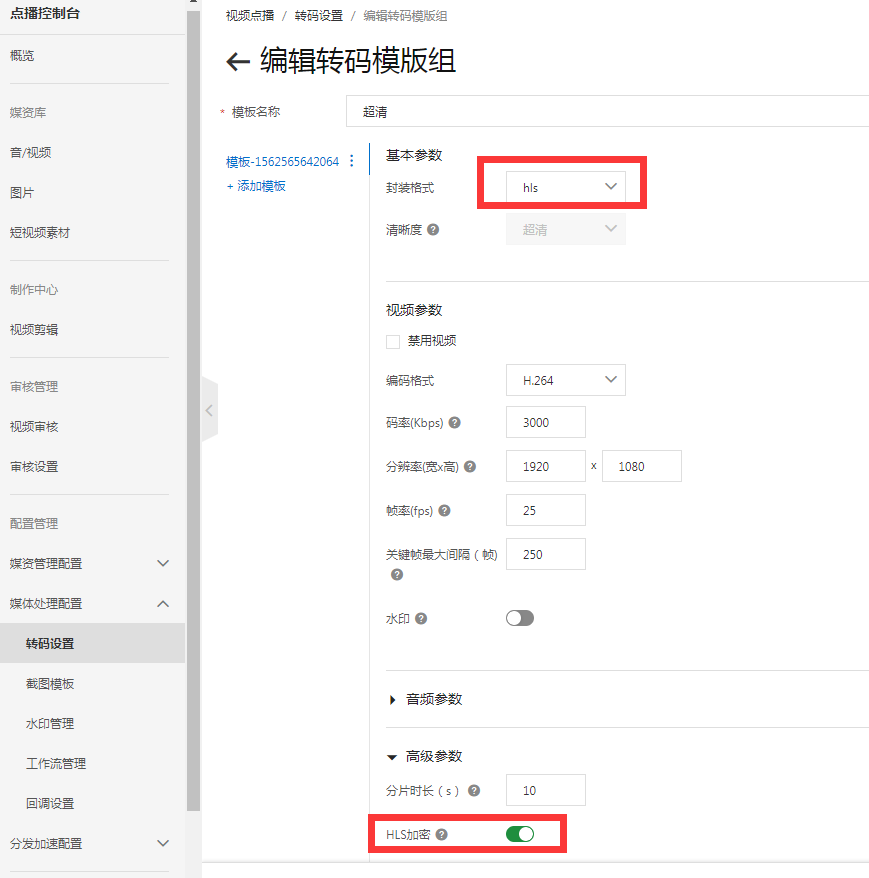 点播控制台
概览
媒资库
音/视频
图片
短视频素材
制作中心
视频剪辑
审核管理
视频审核
审核设置
配置管理
媒资管理配置
媒体处理配置
转码设置
截图模板
水印管理
工作流管理
回调设置
分发加速配置
视频点播 / 转码设置 / 编辑转码模版组
编辑转码模版组
* 模板名称 超清
模板-1562565642064
+ 添加模板
基本参数
封装格式 hls
清晰度 超清
视频参数
禁用视频
编码格式 H.264
码率(Kbps) 3000
分辨率(宽x高) 1920 x 1080
帧率(fps) 25
关键帧最大间隔（帧） 250
水印
音频参数
高级参数
分片时长（s） 10
HLS加密